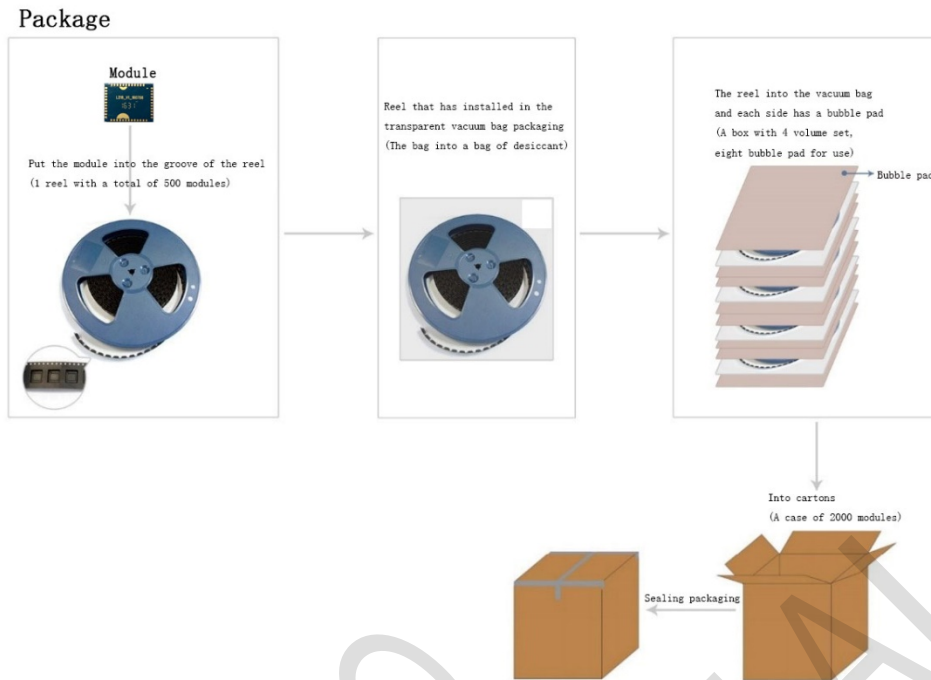 Package
Module
Put the module into the groove of the reel
(1 reel with a total of 500 modules)
Reel that has installed in the
transparent vacuum bag packaging
(The bag into a bag of desiccant)
The reel into the vacuum bag
and each side has a bubble pad
(A box with 4 volume set,
eight bubble pad for use)
Bubble pad
Into cartons
(A case of 2000 modules)
Sealing packaging